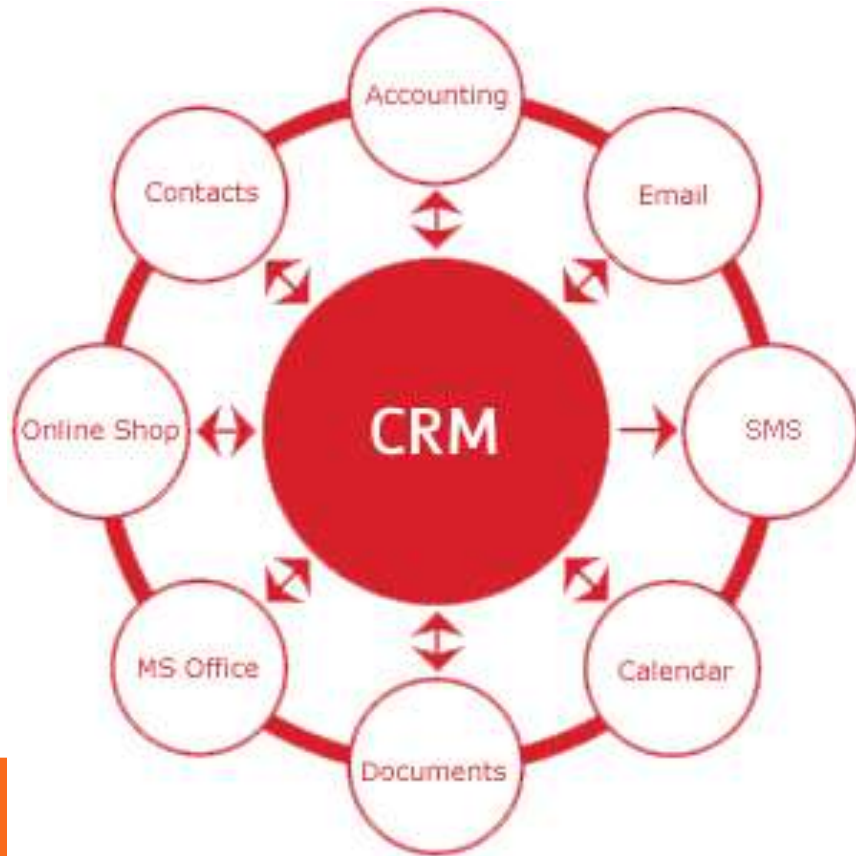 Accounting
Contacts
Email
Online Shop
CRM
SMS
MS Office
Calendar
Documents